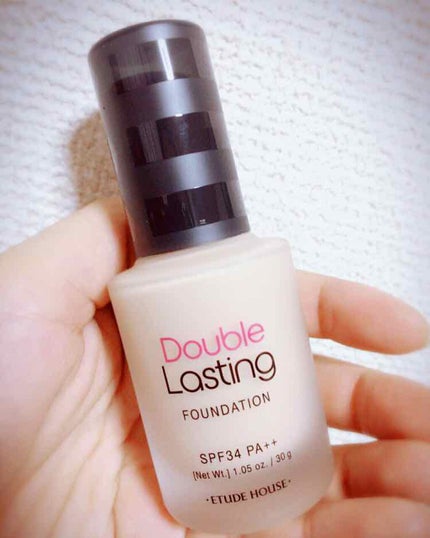 Double
Lasting
FOUNDATION
SPF34 PA++
[Net Wt.] 1.05 oz. / 30 g
·ETUDE HOUSE·